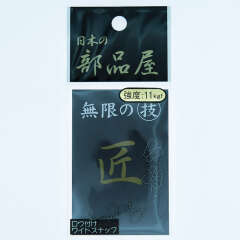 日本の
部品屋
強度:11kgf
無限の技
匠
ロウ付け
ワイドスナップ